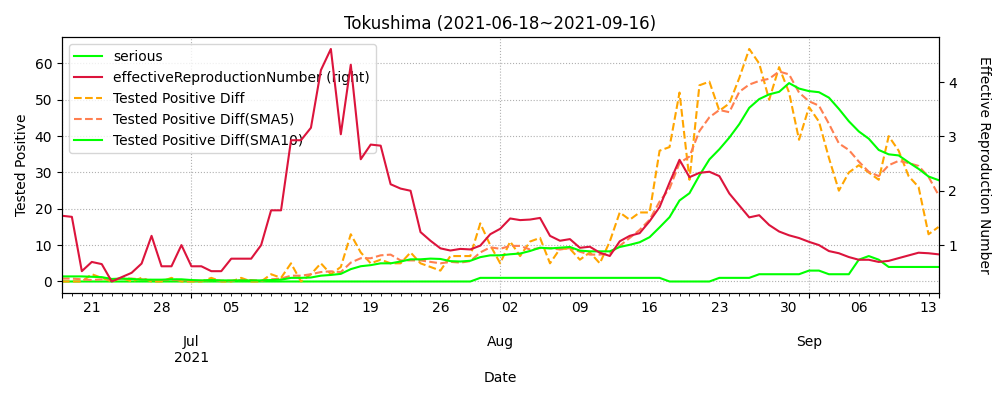 Tokushima (2021-06-18~2021-09-16)
serious
effectiveReproductionNumber (right)
Tested Positive Diff
Tested Positive Diff(SMA5)
Tested Positive Diff(SMA10)
Tested Positive
60
50
40
30
20
10
0
4
3
2
1
Effective Reproduction Number
21 28 05 12 19 26 02 09 16 23 30 06 13
Jul Aug Sep
2021
Date